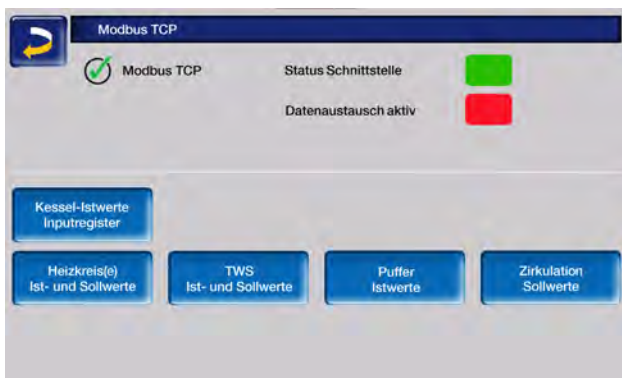 Modbus TCP
Modbus TCP
Status Schnittstelle
Datenaustausch aktiv
Kessel-Istwerte
Inputregister
Heizkreis(e)
Ist- und Sollwerte
TWS
Ist- und Sollwerte
Puffer
Istwerte
Zirkulation
Sollwerte